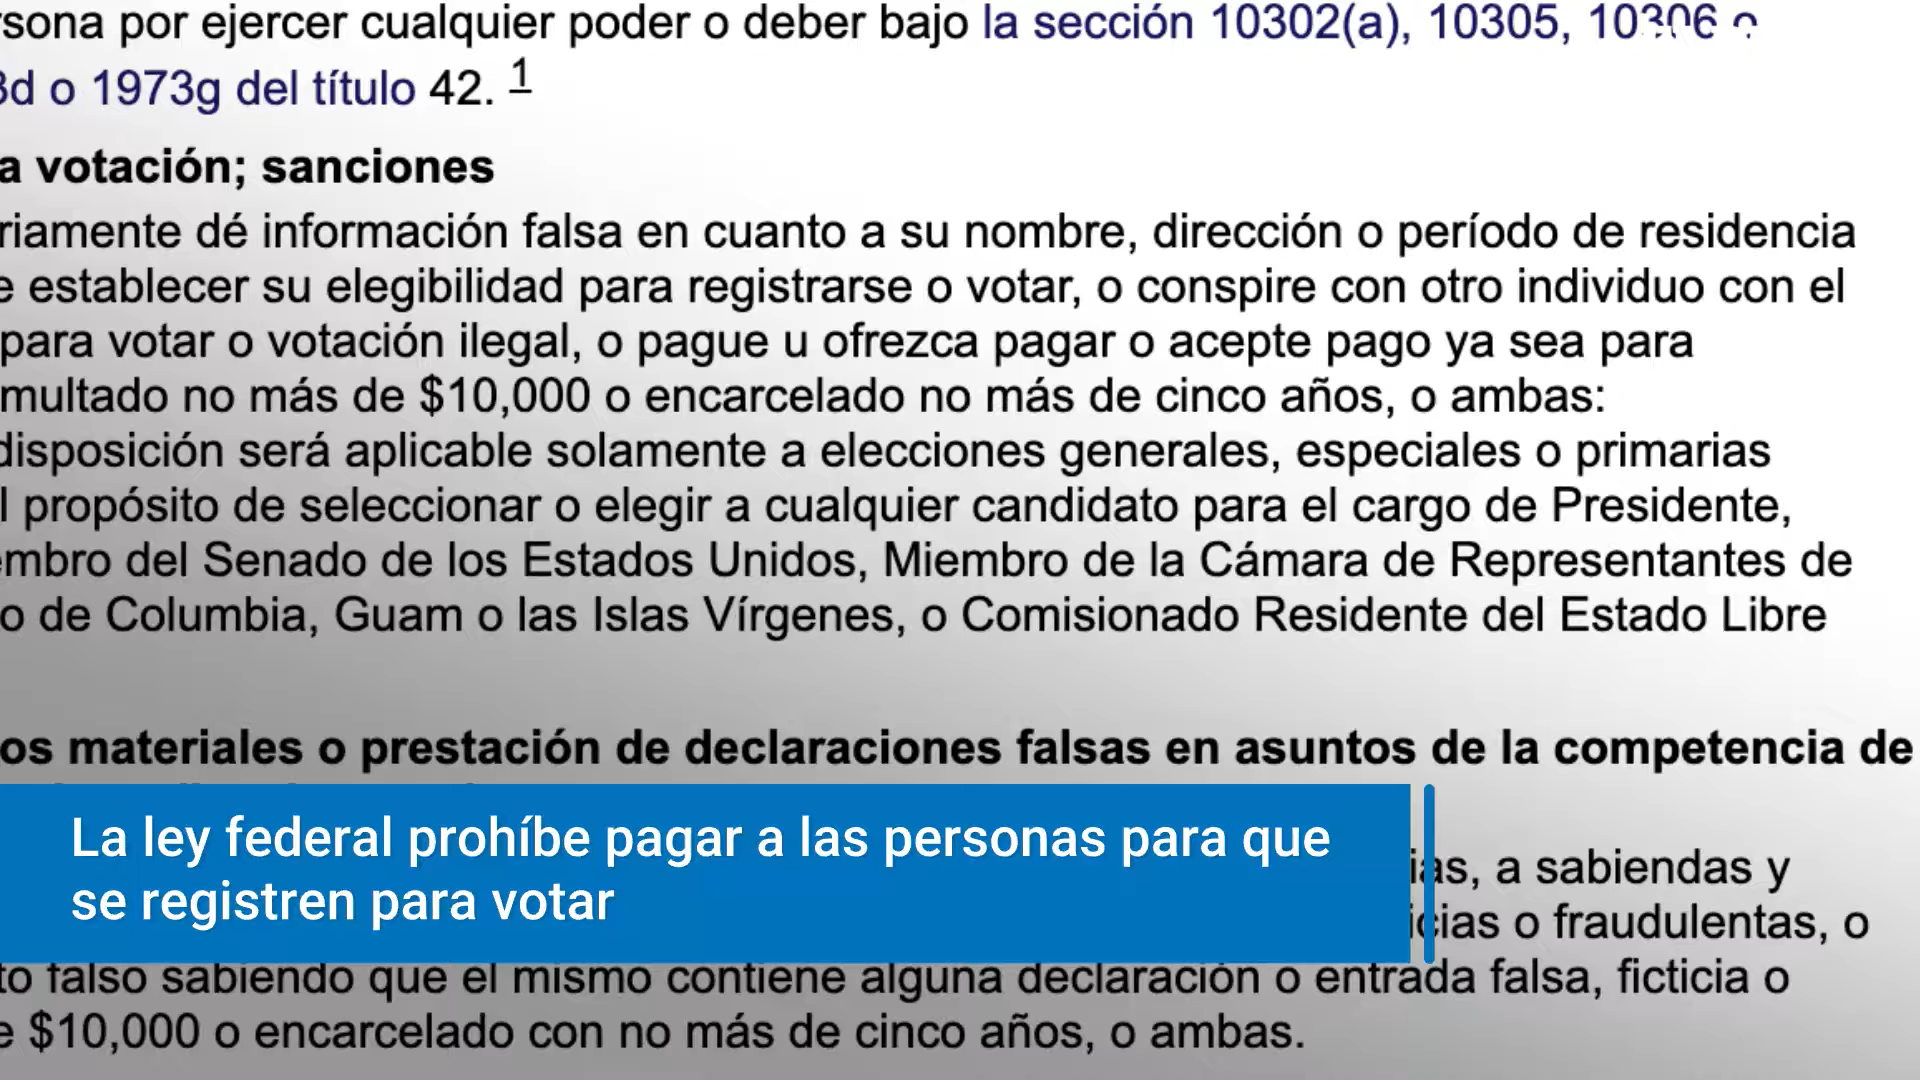 rsona por ejercer cualquier poder o deber bajo la sección 10302(a), 10305, 10306 o
3d o 1973g del título 42. 1
a votación; sanciones
riamente dé información falsa en cuanto a su nombre, dirección o período de residencia
e establecer su elegibilidad para registrarse o votar, o conspire con otro individuo con el
para votar o votación ilegal, o pague u ofrezca pagar o acepte pago ya sea para
multado no más de $10,000 o encarcelado no más de cinco años, o ambas:
disposición será aplicable solamente a elecciones generales, especiales o primarias
l propósito de seleccionar o elegir a cualquier candidato para el cargo de Presidente,
embro del Senado de los Estados Unidos, Miembro de la Cámara de Representantes de
o de Columbia, Guam o las Islas Vírgenes, o Comisionado Residente del Estado Libre
os materiales o prestación de declaraciones falsas en asuntos de la competencia de
La ley federal prohíbe pagar a las personas para que
se registren para votar
ias, a sabiendas y
icias o fraudulentas, o
to falso sabiendo que el mismo contiene alguna declaración o entrada falsa, ficticia o
e $10,000 o encarcelado con no más de cinco años, o ambas.